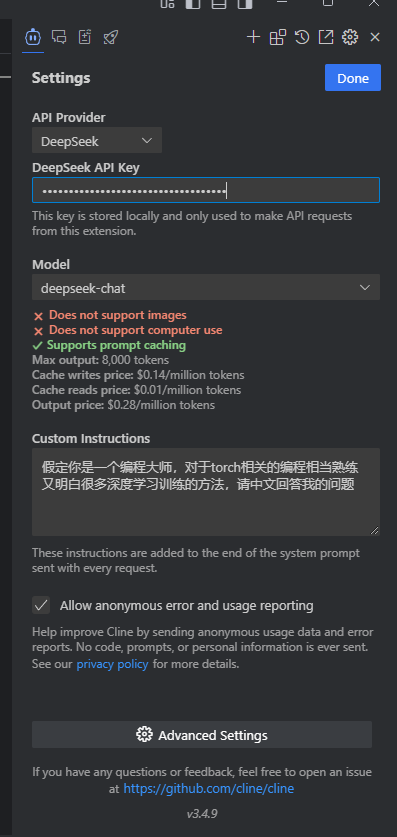 Settings
Done
API Provider
DeepSeek
DeepSeek API Key
••••••••••••••••••••••••••••••••••••
This key is stored locally and only used to make API requests
from this extension.
Model
deepseek-chat
Does not support images
Does not support computer use
Supports prompt caching
Max output: 8,000 tokens
Cache writes price: $0.14/million tokens
Cache reads price: $0.01/million tokens
Output price: $0.28/million tokens
Custom Instructions
假定你是一个编程大师，对于torch相关的编程相当熟练
又明白很多深度学习训练的方法，请中文回答我的问题
These instructions are added to the end of the system prompt
sent with every request.
Allow anonymous error and usage reporting
Help improve Cline by sending anonymous usage data and error
reports. No code, prompts, or personal information is ever sent.
See our privacy policy for more details.
Advanced Settings
If you have any questions or feedback, feel free to open an issue
at https://github.com/cline/cline
v3.4.9